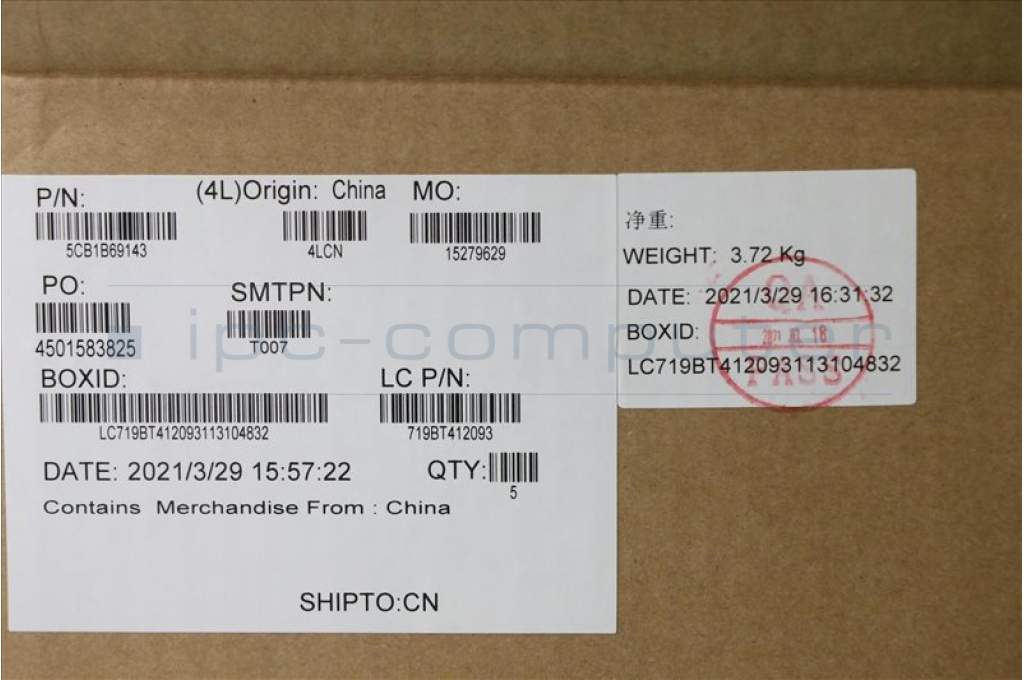 P/N: (4L)Origin: China MO:
5CB1B69143 4LCN 15279629
PO: SMTPN:
4501583825 T007
BOXID: LC P/N:
LC719BT412093113104832 719BT412093
DATE: 2021/3/29 15:57:22 QTY:
5
Contains Merchandise From : China
SHIPTO:CN
净重:
WEIGHT: 3.72 Kg
DATE: 2021/3/29 16:31:32
BOXID:
LC719BT412093113104832
QA
PASS
ipc-computer